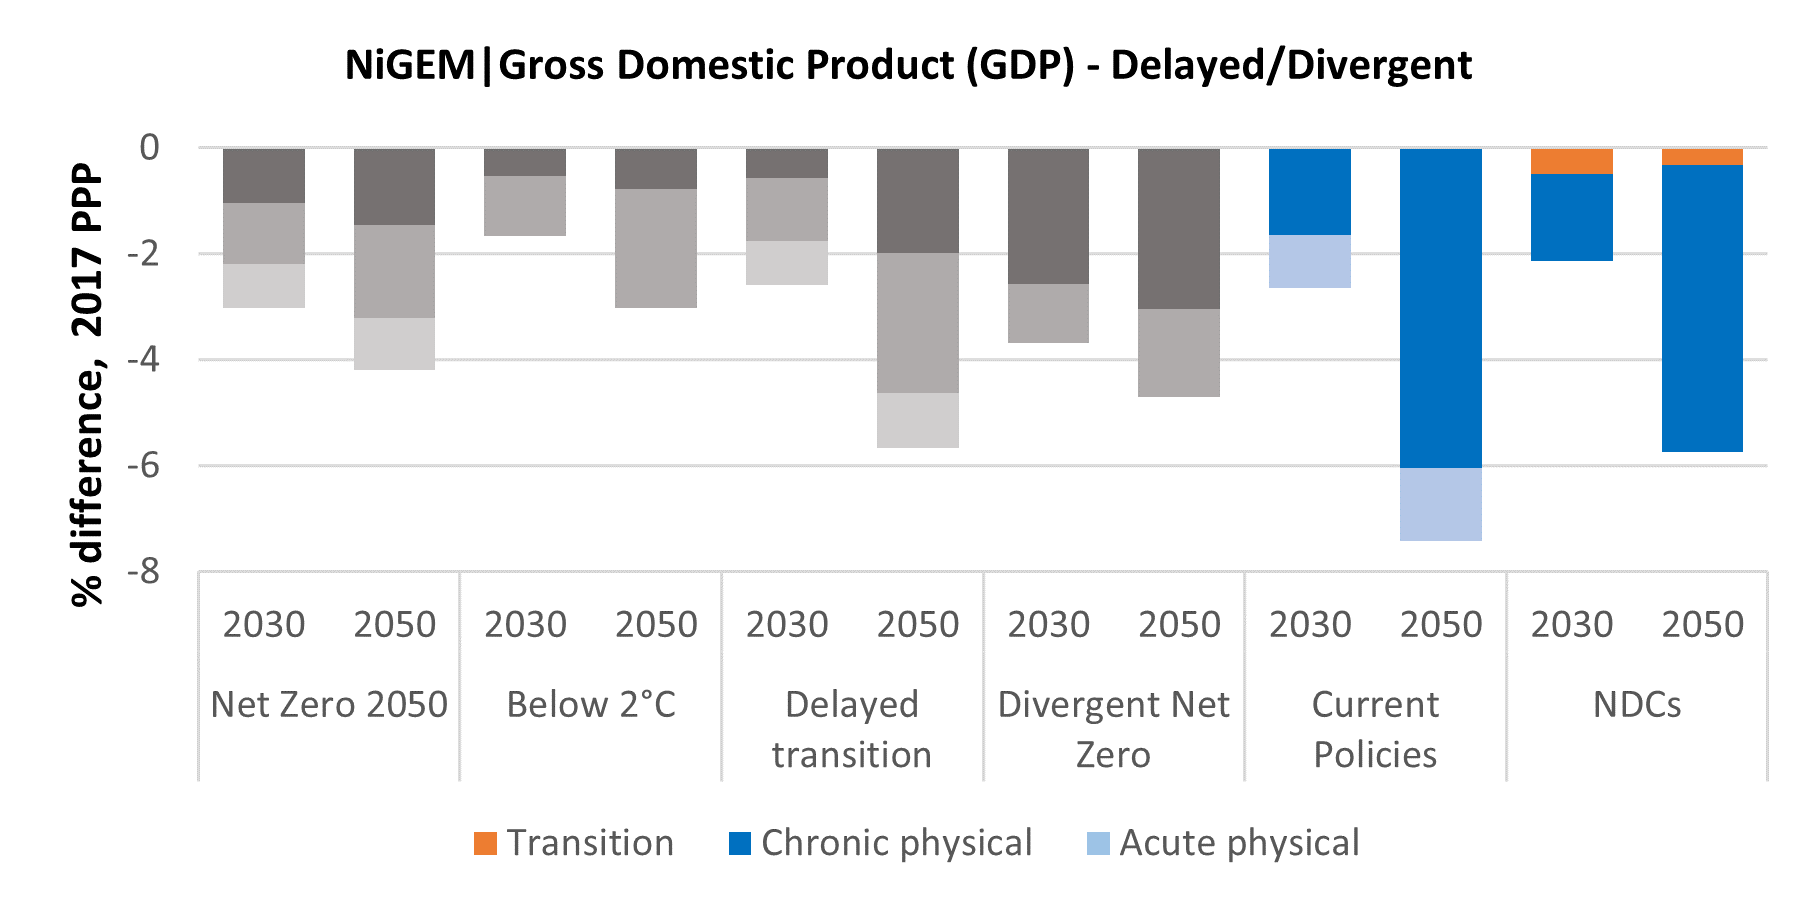 NiGEM|Gross Domestic Product (GDP) - Delayed/Divergent
% difference, 2017 PPP
0
-2
-4
-6
-8
2030 2050 2030 2050 2030 2050 2030 2050 2030 2050 2030 2050
Net Zero 2050 Below 2°C Delayed Divergent Net Current NDCs
transition Zero Policies
Transition Chronic physical Acute physical